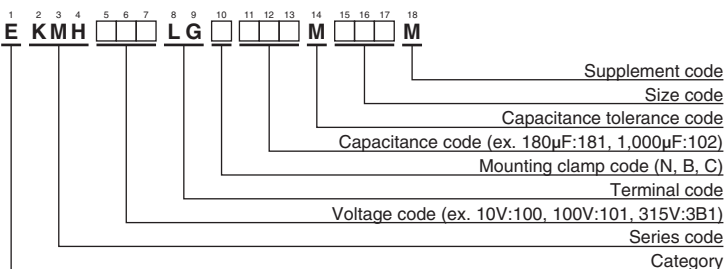 1 2 3 4 5 6 7 8 9 10 11 12 13 14 15 16 17 18
E KMH □□□ LG □ □□□ M □□□ M
Supplement code
Size code
Capacitance tolerance code
Capacitance code (ex. 180µF:181, 1,000µF:102)
Mounting clamp code (N, B, C)
Terminal code
Voltage code (ex. 10V:100, 100V:101, 315V:3B1)
Series code
Category